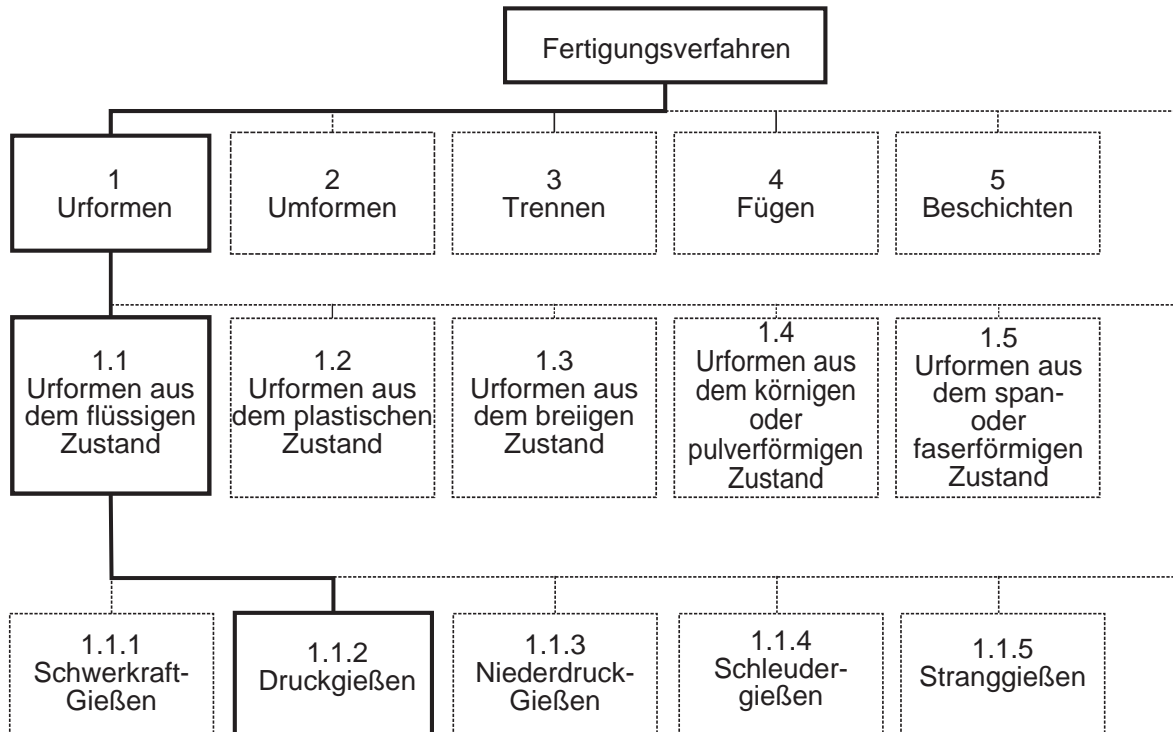 Fertigungsverfahren
1
Urformen
2
Umformen
3
Trennen
4
Fügen
5
Beschichten
1.1
Urformen aus
dem flüssigen
Zustand
1.2
Urformen aus
dem plastischen
Zustand
1.3
Urformen aus
dem breiigen
Zustand
1.4
Urformen aus
dem körnigen
oder
pulverförmigen
Zustand
1.5
Urformen aus
dem span-
oder
faserförmigen
Zustand
1.1.1
Schwerkraft-
Gießen
1.1.2
Druckgießen
1.1.3
Niederdruck-
Gießen
1.1.4
Schleuder-
gießen
1.1.5
Stranggießen